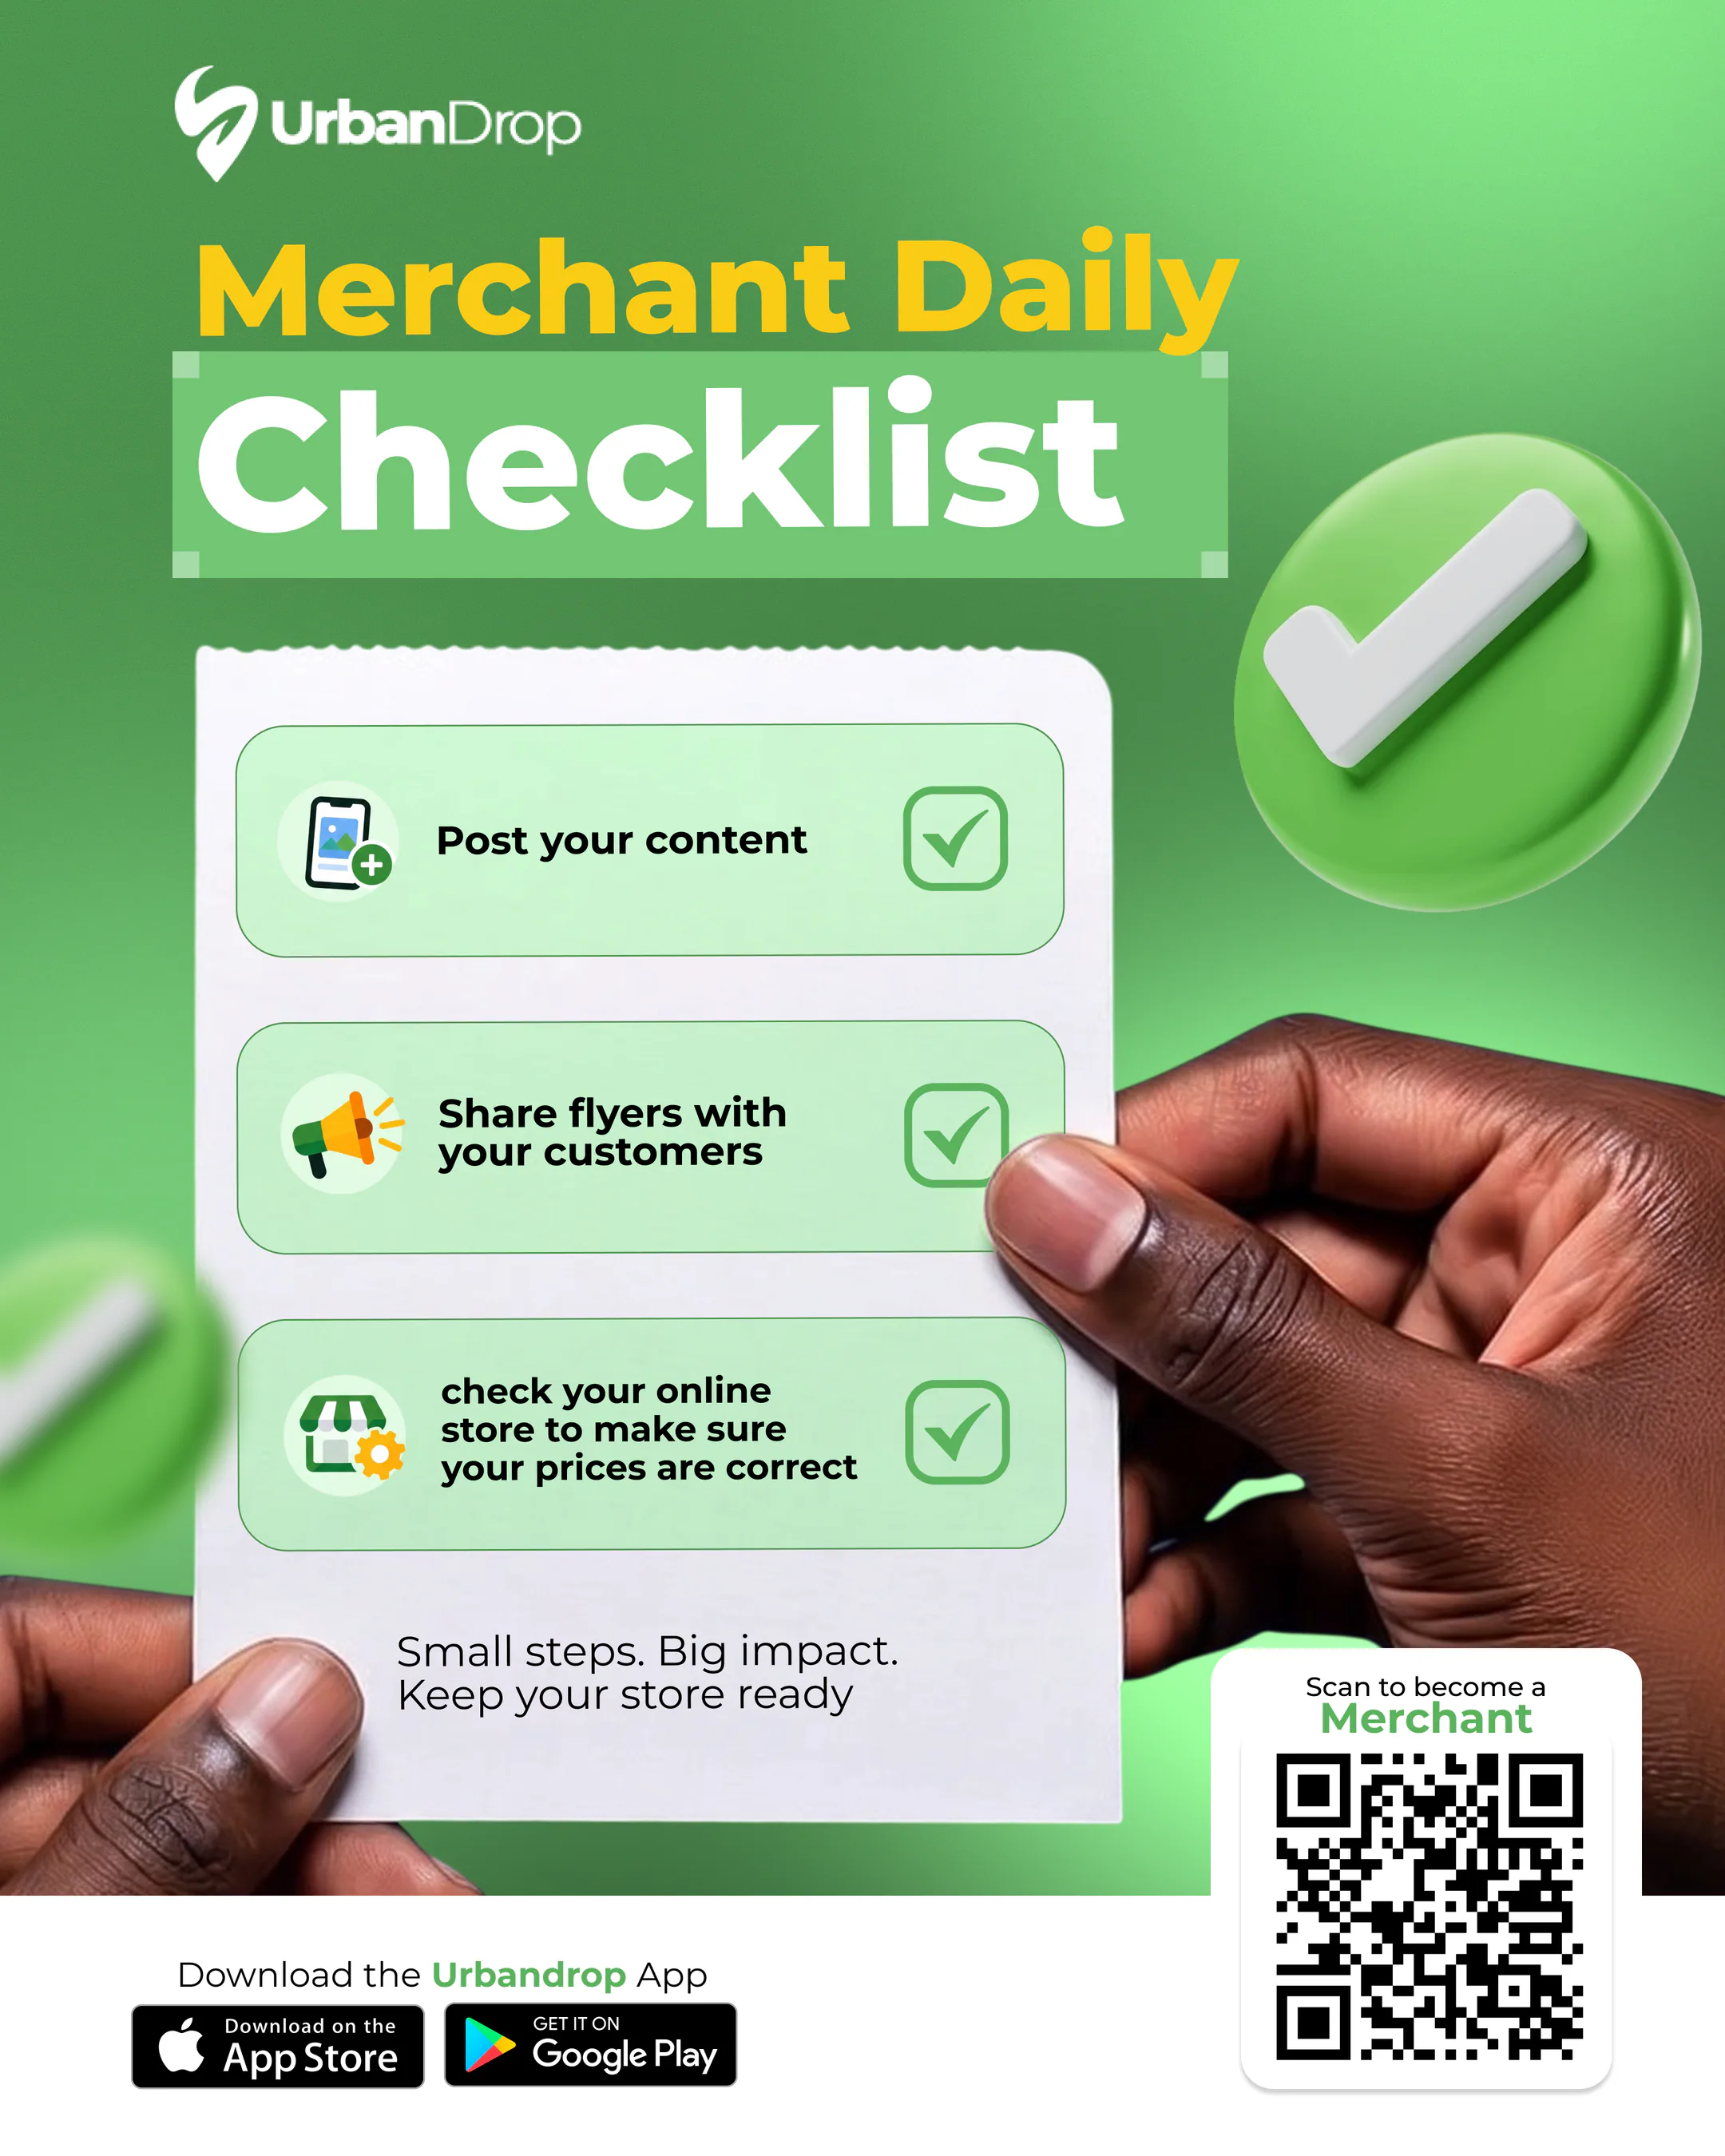 UrbanDrop
Merchant Daily
Checklist
Post your content
Share flyers with
your customers
check your online
store to make sure
your prices are correct
Small steps. Big impact.
Keep your store ready
Scan to become a
Merchant
Download the Urbandrop App
Download on the
App Store
GET IT ON
Google Play